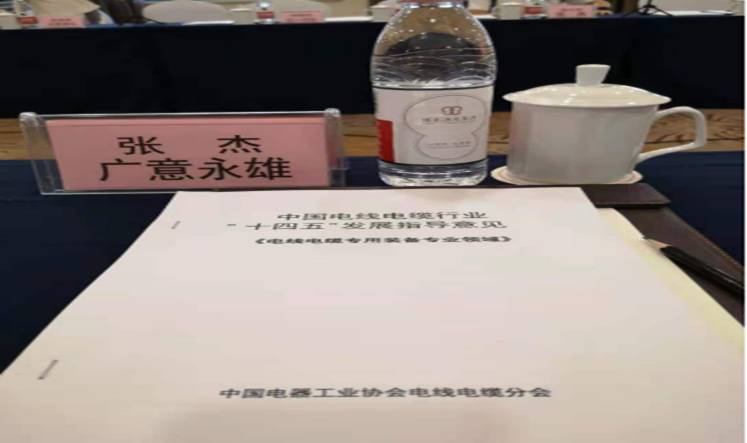 张 杰
广意永雄
中国电线电缆行业
“十四五”发展指导意见
《电线电缆专用装备专业领域》
中国电器工业协会电线电缆分会